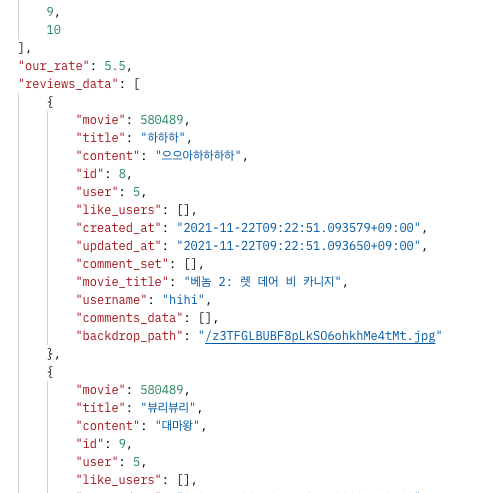 9,
10
],
"our_rate": 5.5,
"reviews_data": [
{
"movie": 580489,
"title": "하하하",
"content": "으으아하하하하",
"id": 8,
"user": 5,
"like_users": [],
"created_at": "2021-11-22T09:22:51.093579+09:00",
"updated_at": "2021-11-22T09:22:51.093650+09:00",
"comment_set": [],
"movie_title": "베놈 2: 렛 데어 비 카니지",
"username": "hihi",
"comments_data": [],
"backdrop_path": "/z3TFGLBUBF8pLkSO6ohkhMe4tMt.jpg"
},
{
"movie": 580489,
"title": "뷰리뷰리",
"content": "대마왕",
"id": 9,
"user": 5,
"like_users": [],